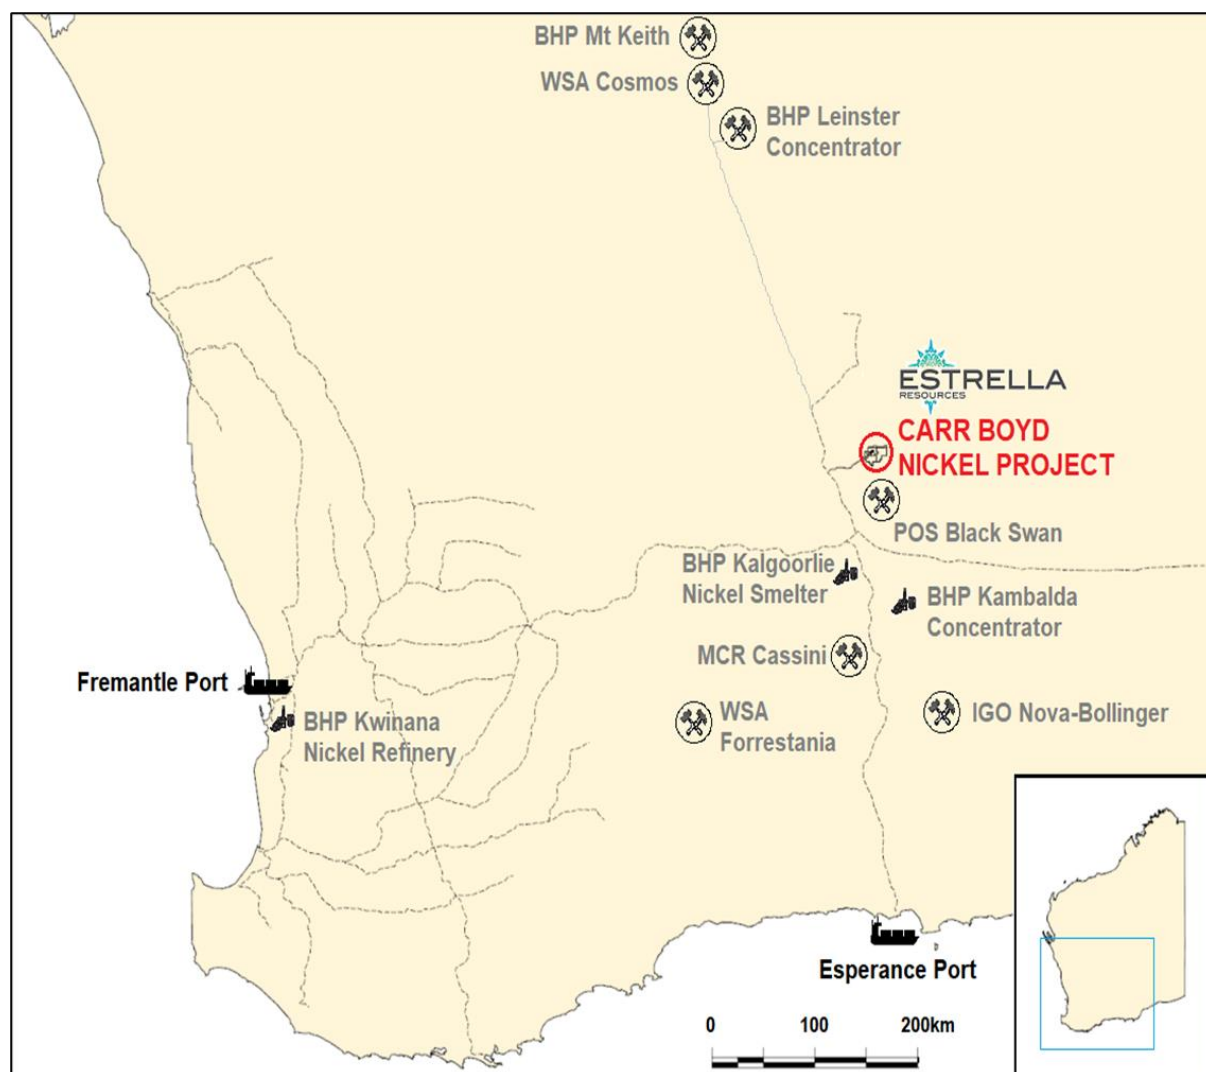 BHP Mt Keith
WSA Cosmos
BHP Leinster
Concentrator
ESTRELLA
RESOURCES
CARR BOYD
NICKEL PROJECT
POS Black Swan
BHP Kalgoorlie
Nickel Smelter
BHP Kambalda
Concentrator
MCR Cassini
Fremantle Port
BHP Kwinana
Nickel Refinery
WSA
Forrestania
IGO Nova-Bollinger
Esperance Port
0 100 200km